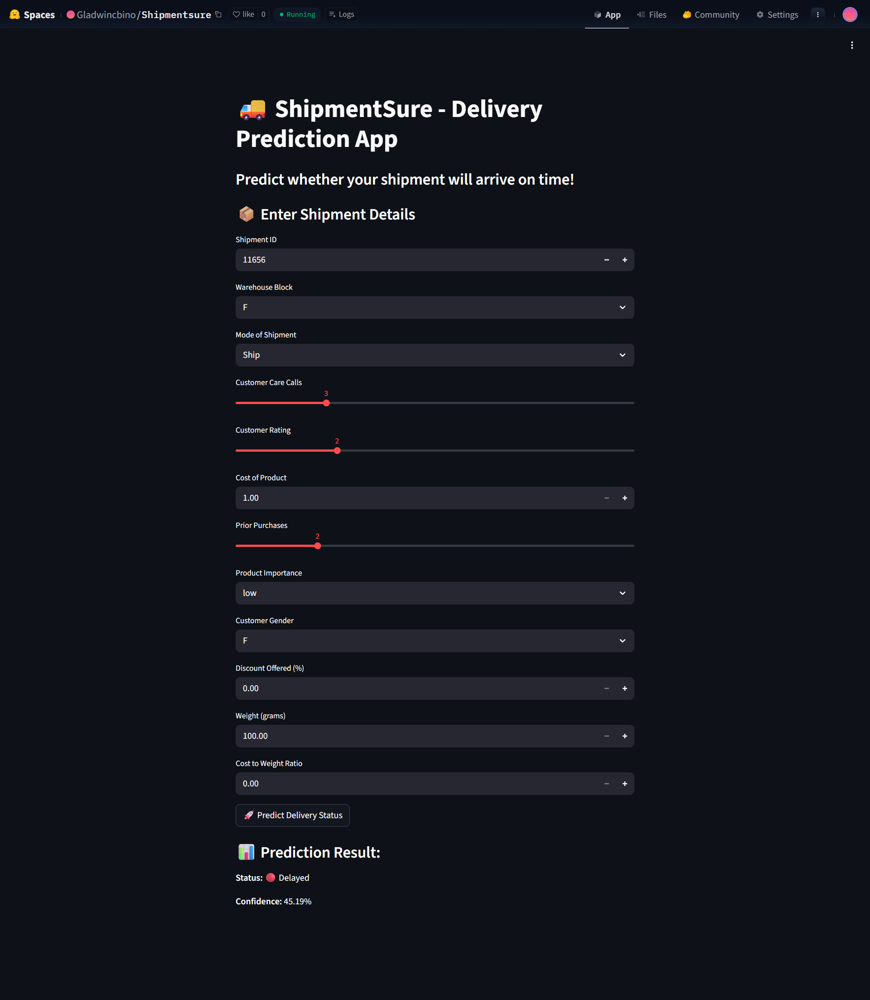 Spaces Gladwincbino/Shipmentsure like 0 Running Logs App Files Community Settings
ShipmentSure - Delivery
Prediction App
Predict whether your shipment will arrive on time!
Enter Shipment Details
Shipment ID
11656
Warehouse Block
F
Mode of Shipment
Ship
Customer Care Calls
3
Customer Rating
2
Cost of Product
1.00
Prior Purchases
2
Product Importance
low
Customer Gender
F
Discount Offered (%)
0.00
Weight (grams)
100.00
Cost to Weight Ratio
0.00
Predict Delivery Status
Prediction Result:
Status: Delayed
Confidence: 45.19%